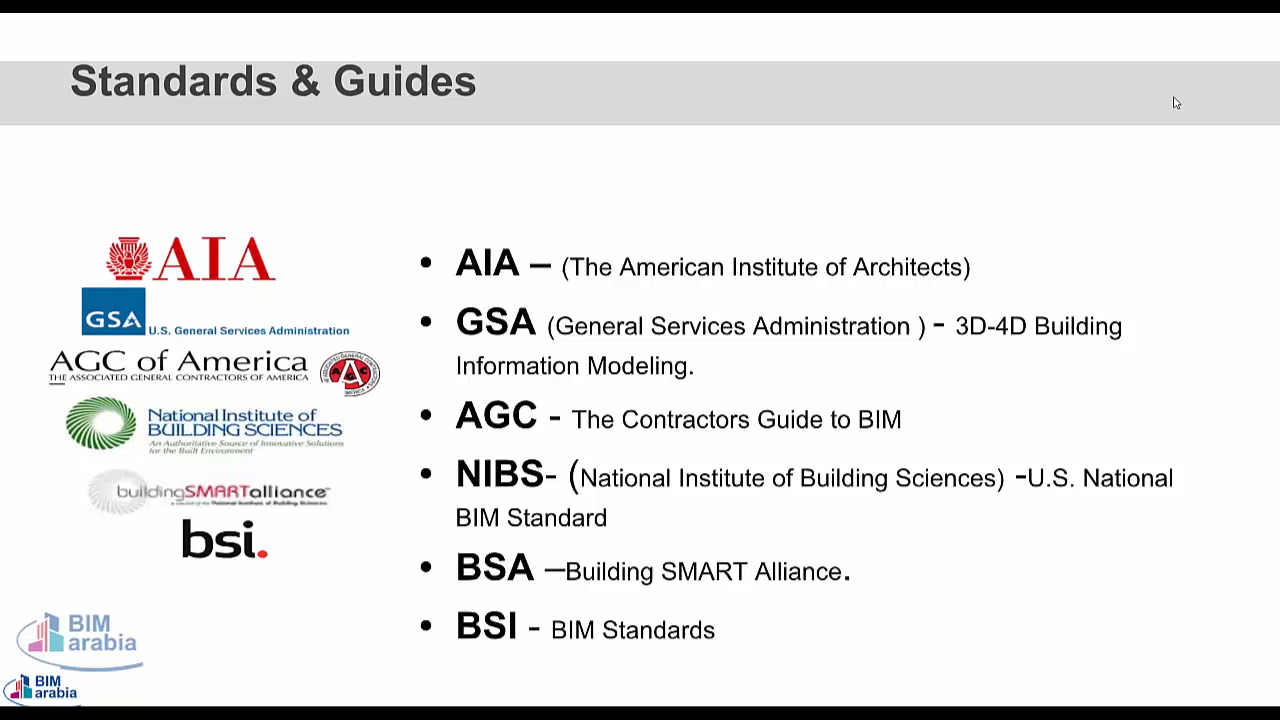 Standards & Guides
AIA
GSA
U.S. General Services Administration
AGC of America
THE ASSOCIATED GENERAL CONTRACTORS OF AMERICA
National Institute of
BUILDING SCIENCES
An Authoritative Source of Innovative Solutions
for the Built Environment
buildingSMARTalliance
bsi.
• AIA – (The American Institute of Architects)
• GSA (General Services Administration ) - 3D-4D Building
Information Modeling.
• AGC - The Contractors Guide to BIM
• NIBS- (National Institute of Building Sciences) -U.S. National
BIM Standard
• BSA –Building SMART Alliance.
• BSI - BIM Standards
BIM
arabia
BIM
arabia